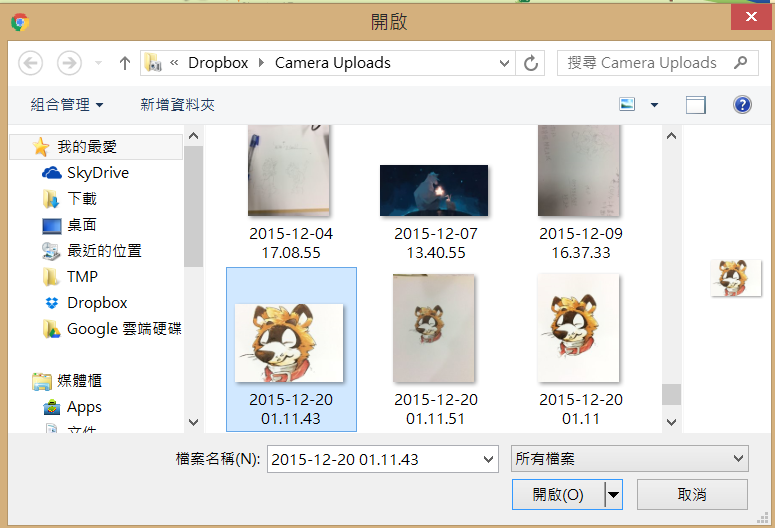 開啟
« Dropbox Camera Uploads
搜尋 Camera Uploads
組合管理 新增資料夾
我的最愛
SkyDrive
下載
桌面
最近的位置
TMP
Dropbox
Google 雲端硬碟
媒體櫃
Apps
文件
2015-12-04
17.08.55
2015-12-07
13.40.55
2015-12-09
16.37.33
2015-12-20
01.11.43
2015-12-20
01.11.51
2015-12-20
01.11
檔案名稱(N): 2015-12-20 01.11.43 所有檔案
開啟(O) 取消